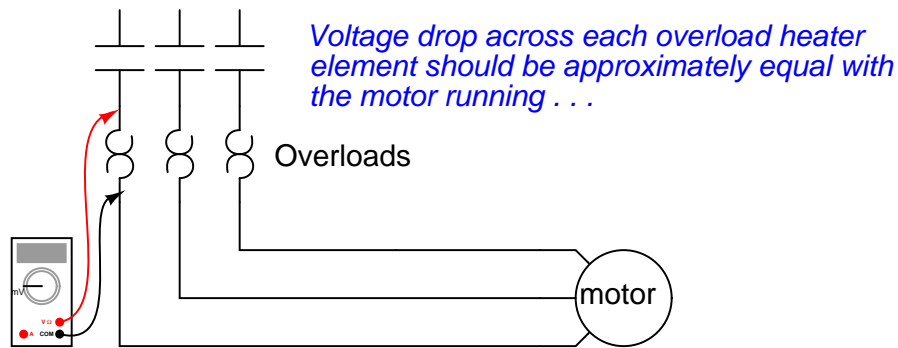 Voltage drop across each overload heater
element should be approximately equal with
the motor running . . .
Overloads
motor
mV
V Ω
A COM